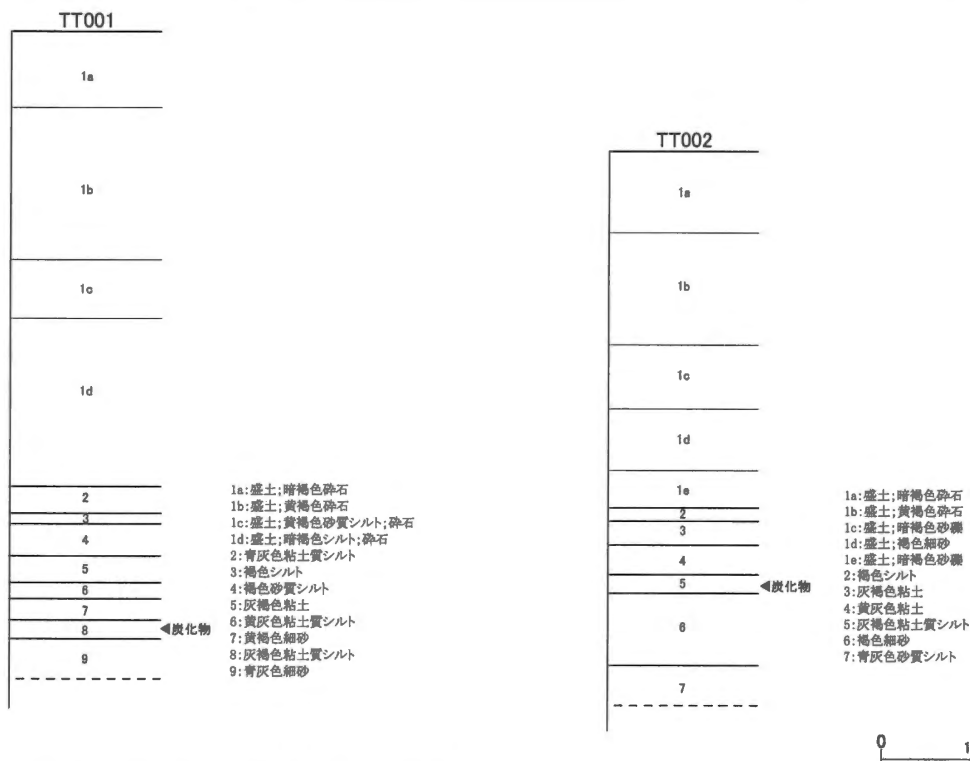 TT001
1a
1b
1c
1d
2
3
4
5
6
7
8
9
◀炭化物
1a:盛土;暗褐色砕石
1b:盛土;黄褐色砕石
1c:盛土;黄褐色砂質シルト;砕石
1d:盛土;暗褐色シルト;砕石
2:青灰色粘土質シルト
3:褐色シルト
4:褐色砂質シルト
5:灰褐色粘土
6:黄灰色粘土質シルト
7:黄褐色細砂
8:灰褐色粘土質シルト
9:青灰色細砂
TT002
1a
1b
1c
1d
1e
2
3
4
5
6
7
◀炭化物
1a:盛土;暗褐色砕石
1b:盛土;黄褐色砕石
1c:盛土;暗褐色砂礫
1d:盛土;褐色細砂
1e:盛土;暗褐色砂礫
2:褐色シルト
3:灰褐色粘土
4:黄灰色粘土
5:灰褐色粘土質シルト
6:褐色細砂
7:青灰色砂質シルト
0 1